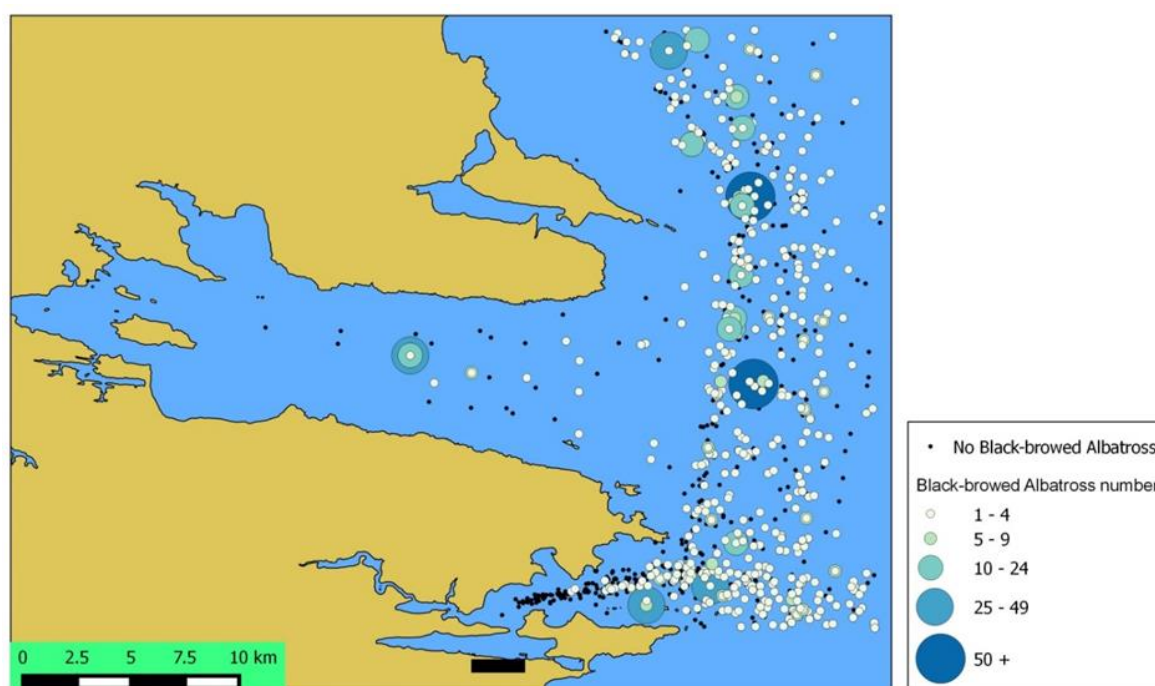 No Black-browed Albatross
Black-browed Albatross number
1 - 4
5 - 9
10 - 24
25 - 49
50 +
0 2.5 5 7.5 10 km